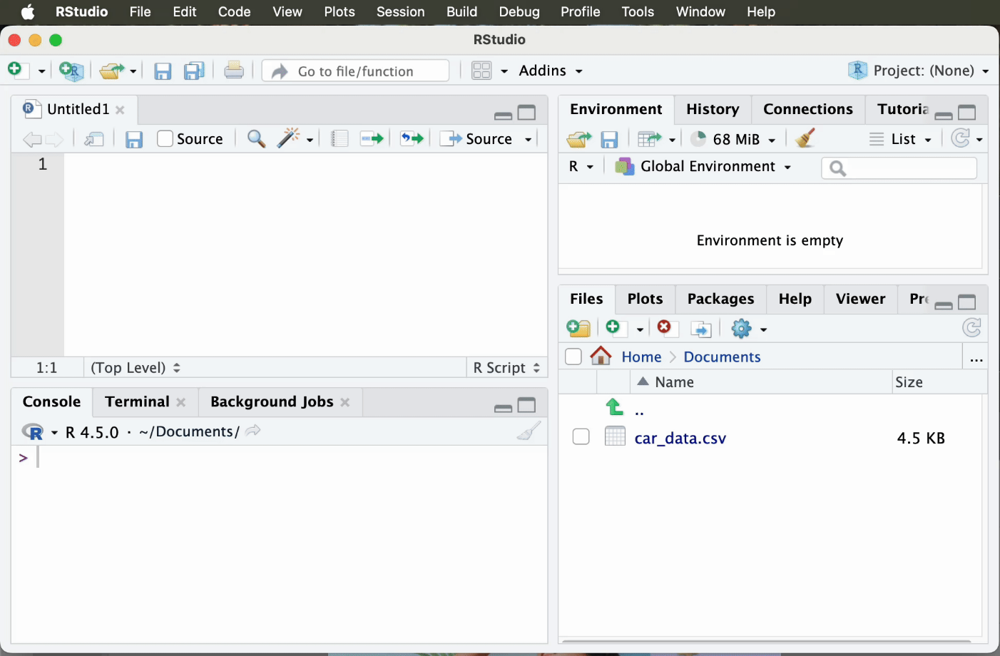 RStudio File Edit Code View Plots Session Build Debug Profile Tools Window Help
RStudio
Go to file/function Addins Project: (None)
Untitled1
Source Source
1
1:1 (Top Level) R Script
Console Terminal Background Jobs
R 4.5.0 · ~/Documents/
>
Environment History Connections Tutoria
68 MiB List
R Global Environment
Environment is empty
Files Plots Packages Help Viewer Pre
Home Documents ...
Name Size
..
car_data.csv 4.5 KB